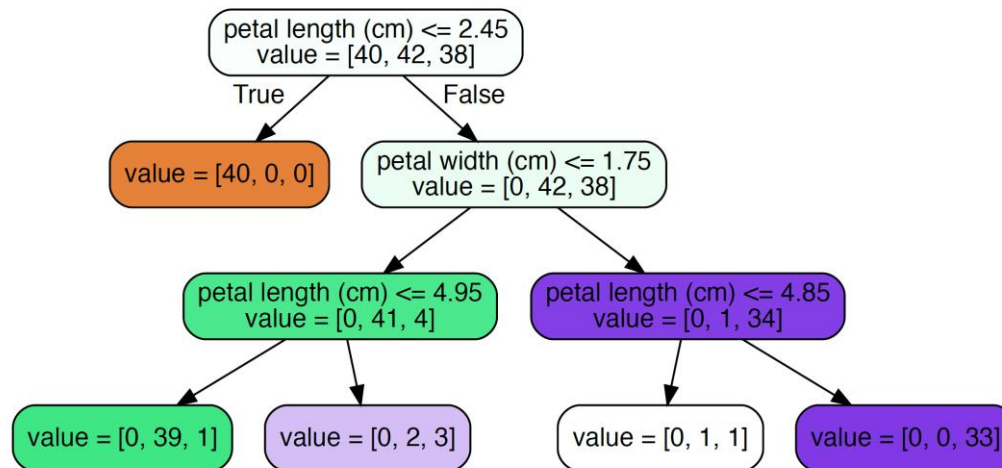 petal length (cm) <= 2.45
value = [40, 42, 38]
True
False
value = [40, 0, 0]
petal width (cm) <= 1.75
value = [0, 42, 38]
petal length (cm) <= 4.95
value = [0, 41, 4]
petal length (cm) <= 4.85
value = [0, 1, 34]
value = [0, 39, 1]
value = [0, 2, 3]
value = [0, 1, 1]
value = [0, 0, 33]